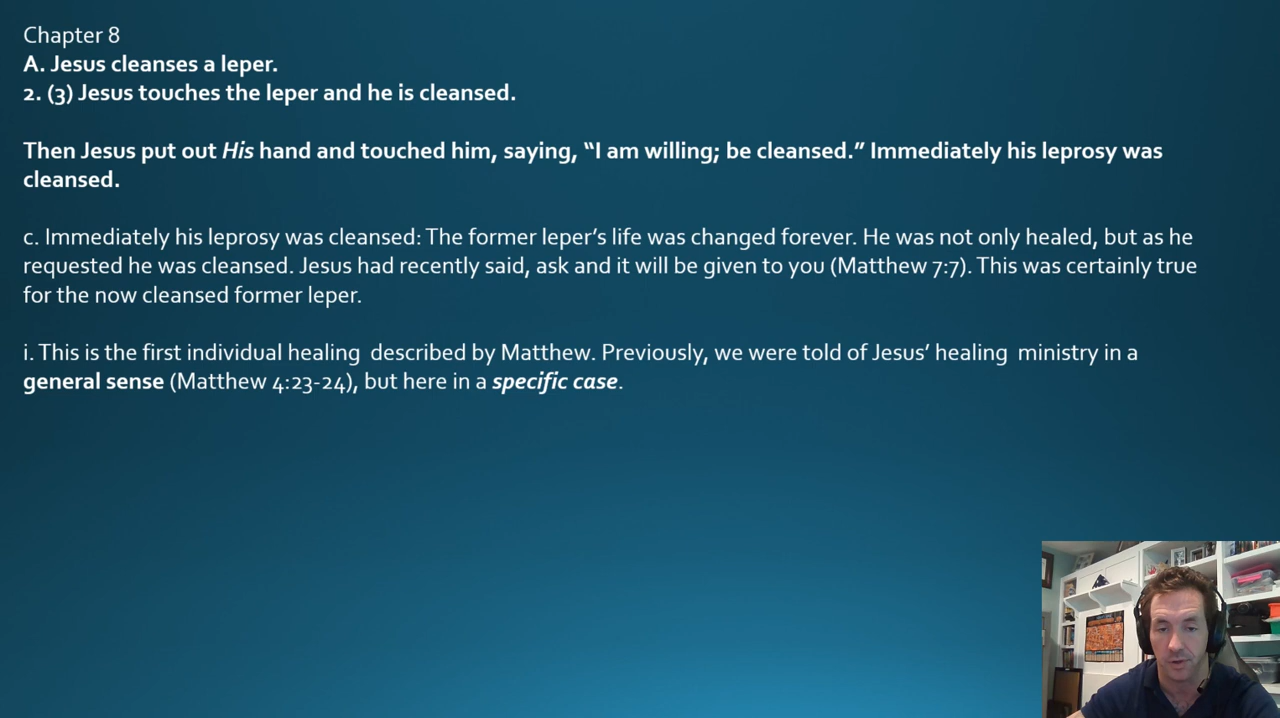 Chapter 8
A. Jesus cleanses a leper.
2. (3) Jesus touches the leper and he is cleansed.
Then Jesus put out His hand and touched him, saying, “I am willing; be cleansed.” Immediately his leprosy was
cleansed.
c. Immediately his leprosy was cleansed: The former leper’s life was changed forever. He was not only healed, but as he
requested he was cleansed. Jesus had recently said, ask and it will be given to you (Matthew 7:7). This was certainly true
for the now cleansed former leper.
i. This is the first individual healing described by Matthew. Previously, we were told of Jesus’ healing ministry in a
general sense (Matthew 4:23-24), but here in a specific case.